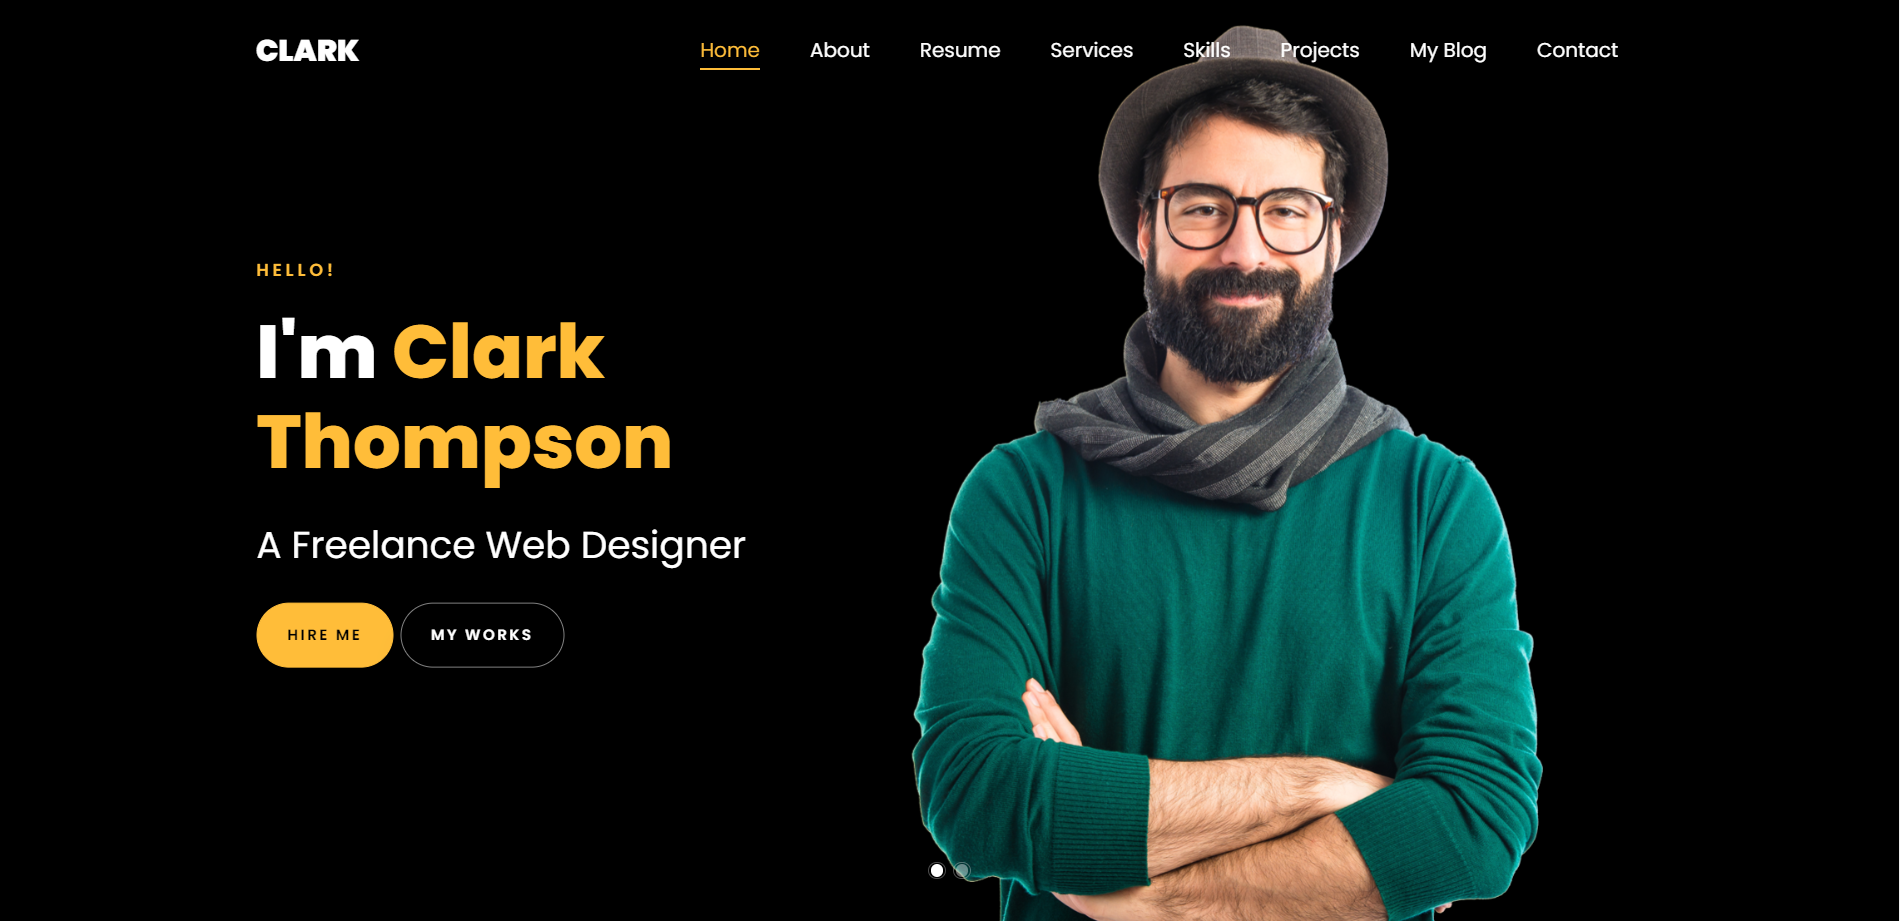 CLARK
Home About Resume Services Skills Projects My Blog Contact
HELLO!
I'm Clark
Thompson
A Freelance Web Designer
HIRE ME MY WORKS